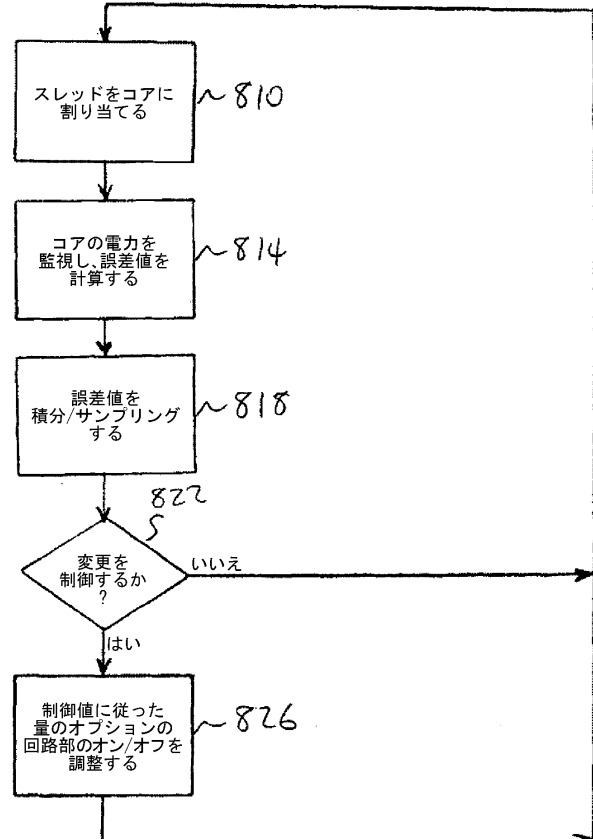 スレッドをコアに
割り当てる
810
コアの電力を
監視し、誤差値を
計算する
814
誤差値を
積分/サンプリング
する
818
822
変更を
制御するか
?
いいえ
はい
制御値に従った
量のオプションの
回路部のオン/オフを
調整する
826